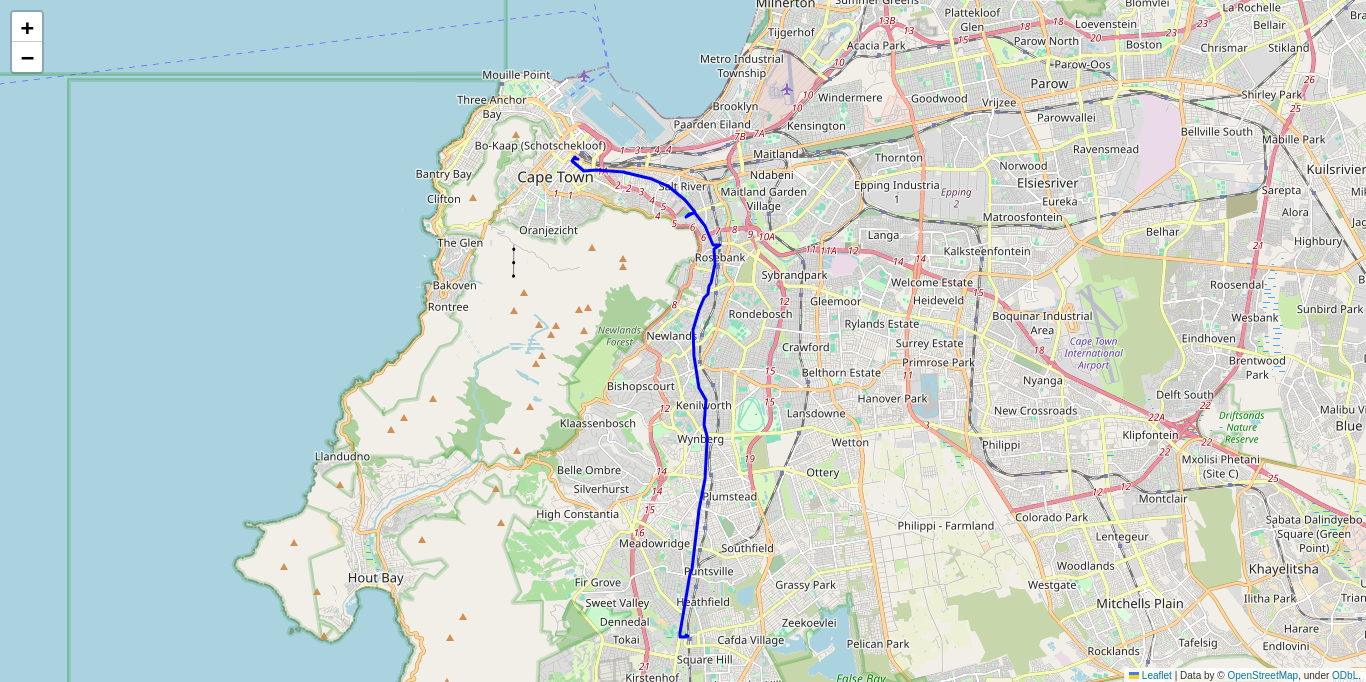 +
−
Milnerton
Summer Greens
Plattekloof
Glen
Blomvlei
La Rochelle
Bellair
Loevenstein
Tijgerhof
13B
13
15
18
20
23
Acacia Park
Parow North
Boston
Chrismar
Stikland
Metro Industrial
Township
10
Parow-Oos
Mouille Point
Parow
26
Three Anchor
Bay
Brooklyn
Windermere
Goodwood
Vrijzee
Shirley Park
10
Paarden Eiland
Kensington
Parowvallei
7B
7A
Bellville South
Mabille Park
Bo-Kaap (Schotschekloof)
1
3
4
4
Maitland
Thornton
Ravensmead
25
Norwood
Kuilsrivier
Bantry Bay
Cape Town
Ndabeni
Elsiesriver
Sarepta
Salt River
Epping Industria
1
Epping
2
Clifton
1
1
2
2
3
Maitland Garden
Village
Eureka
4
5
Matroosfontein
Alora
Oranjezicht
4
5
6
6
7
8
9
10A
Langa
Belhar
The Glen
11
11A
14
14
Kalksteenfontein
21
Highbury
Rosebank
Sybrandpark
Welcome Estate
15
Bakoven
Roosendal
Rontree
8
12
Gleemoor
Heideveld
Sunbird Park
Rondebosch
Boquinar Industrial
Area
Wesbank
Newlands
Forest
Newlands
Rylands Estate
Surrey Estate
Cape Town
International
Airport
Eindhoven
Crawford
18
Primrose Park
Brentwood
Park
15
Belthorn Estate
11
Nyanga
Bishopscourt
Delft South
12
Kenilworth
15
Hanover Park
New Crossroads
22
Malibu Village
Blue
Klaassenbosch
Lansdowne
3
22A
Driftsands
- Nature
Reserve
Wynberg
Wetton
Philippi
Klipfontein
22
Llandudno
19
22
Mxolisi Phetani
(Site C)
Belle Ombre
14
Ottery
25
Silverhurst
14
12
12
Plumstead
Montclair
High Constantia
15
Colorado Park
Philippi - Farmland
16
Meadowridge
Southfield
Lentegeur
Woodlands
Khayelitsha
Hout Bay
Fir Grove
Grassy Park
Westgate
Sweet Valley
Heathfield
Mitchells Plain
Ilitha Park
Dennedal
Zeekoevlei
Tokai
Cafda Village
Pelican Park
Tafelsig
Harare
Endlovini
Rocklands
Square Hill
21
Kirstenhof
False Bay
Leaflet | Data by © OpenStreetMap, under ODbL.